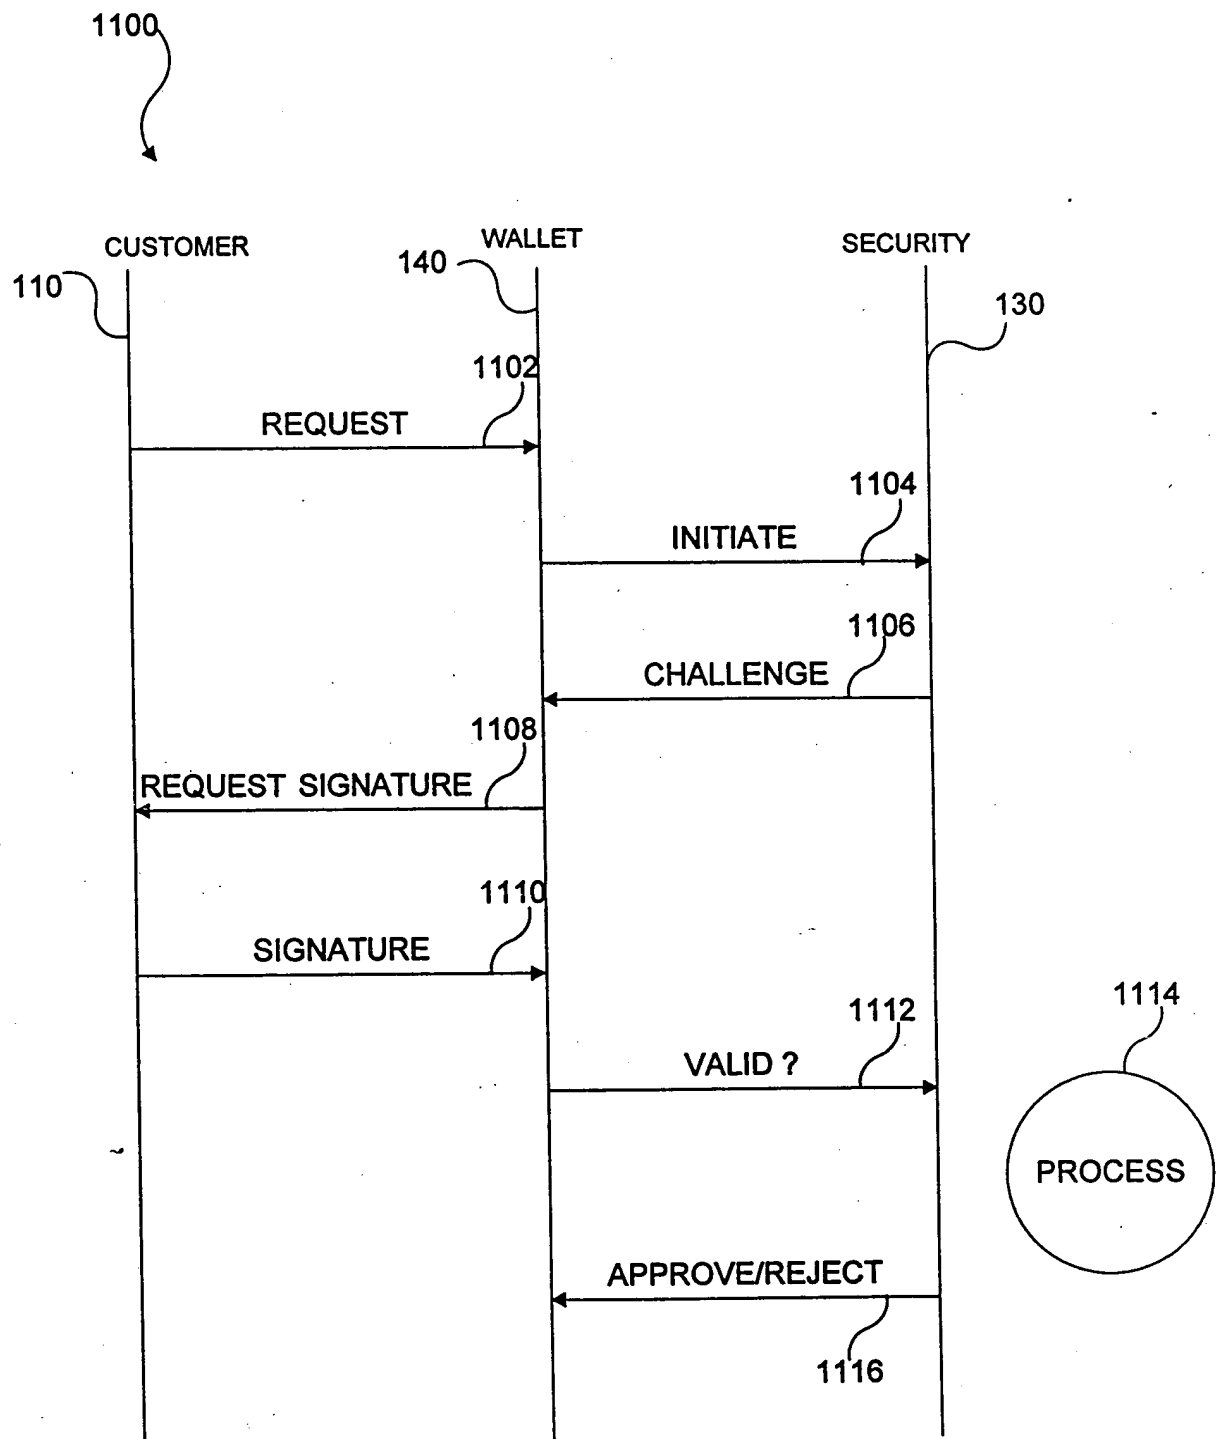 1100
CUSTOMER
WALLET
SECURITY
110
140
130
1102
REQUEST
1104
INITIATE
1106
CHALLENGE
1108
REQUEST SIGNATURE
1110
SIGNATURE
1112
VALID ?
1114
PROCESS
APPROVE/REJECT
1116